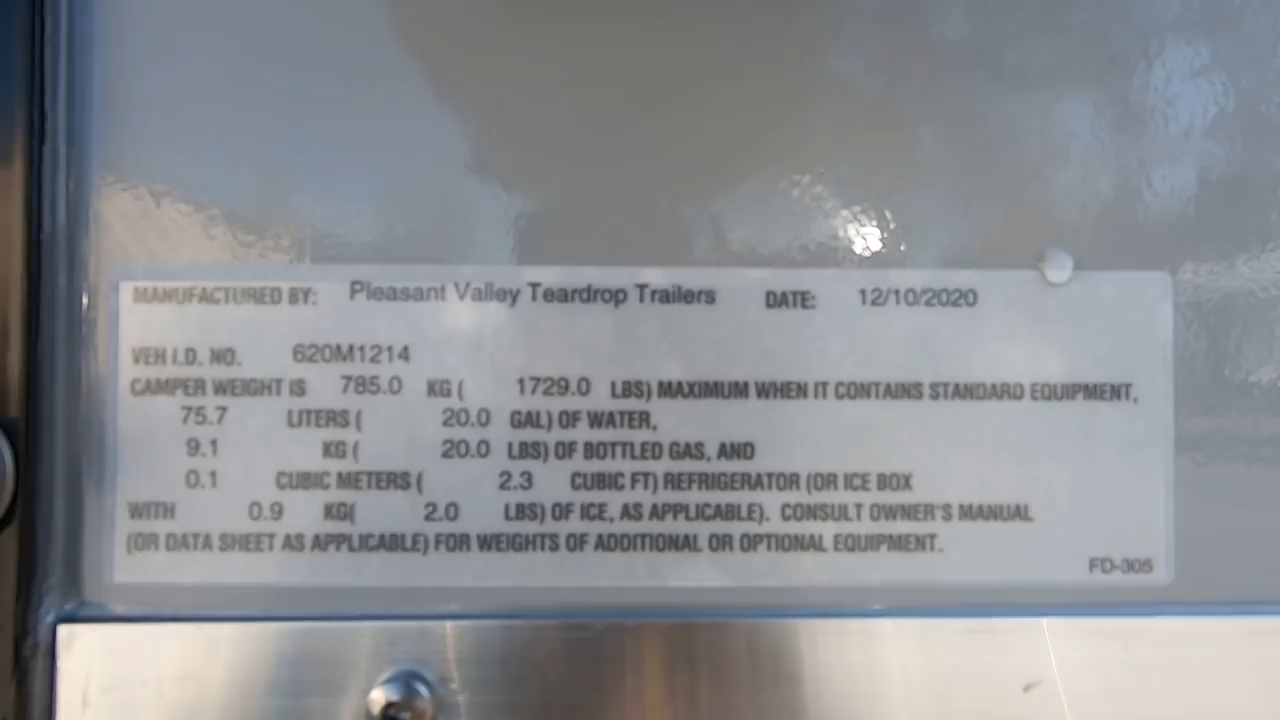 MANUFACTURED BY: Pleasant Valley Teardrop Trailers DATE: 12/10/2020
VEH I.D. NO. 620M1214
CAMPER WEIGHT IS 785.0 KG ( 1729.0 LBS) MAXIMUM WHEN IT CONTAINS STANDARD EQUIPMENT,
75.7 LITERS ( 20.0 GAL) OF WATER,
9.1 KG ( 20.0 LBS) OF BOTTLED GAS, AND
0.1 CUBIC METERS ( 2.3 CUBIC FT) REFRIGERATOR (OR ICE BOX
WITH 0.9 KG( 2.0 LBS) OF ICE, AS APPLICABLE). CONSULT OWNER'S MANUAL
(OR DATA SHEET AS APPLICABLE) FOR WEIGHTS OF ADDITIONAL OR OPTIONAL EQUIPMENT.
FD-305